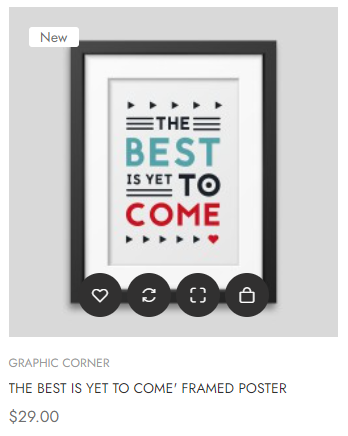 New
THE
BEST
IS YET TO
COME
GRAPHIC CORNER
THE BEST IS YET TO COME' FRAMED POSTER
$29.00